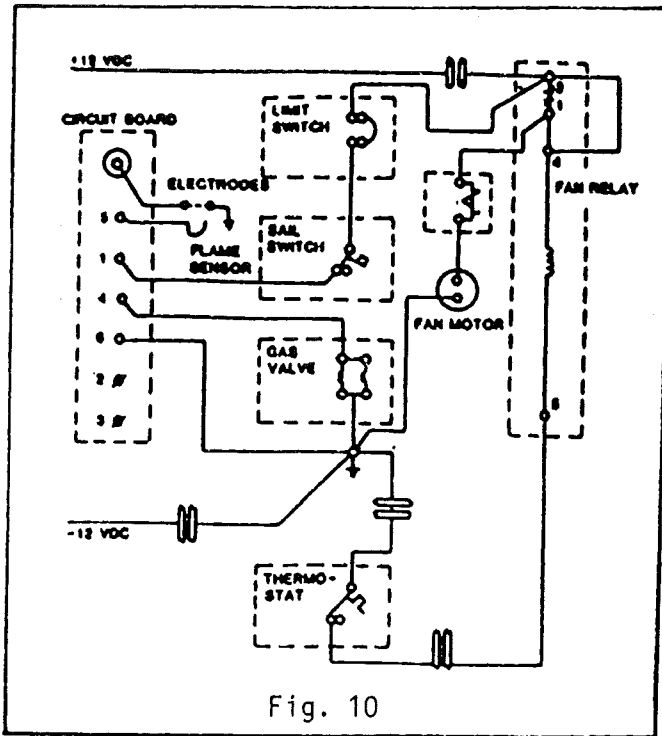 +12 VDC
CIRCUIT BOARD
LIMIT
SWITCH
ELECTRODES
5
FLAME
SENSOR
1
SAIL
SWITCH
4
6
2
3
GAS
VALVE
FAN MOTOR
FAN RELAY
1
4
5
-12 VDC
THERMO-
STAT
Fig. 10